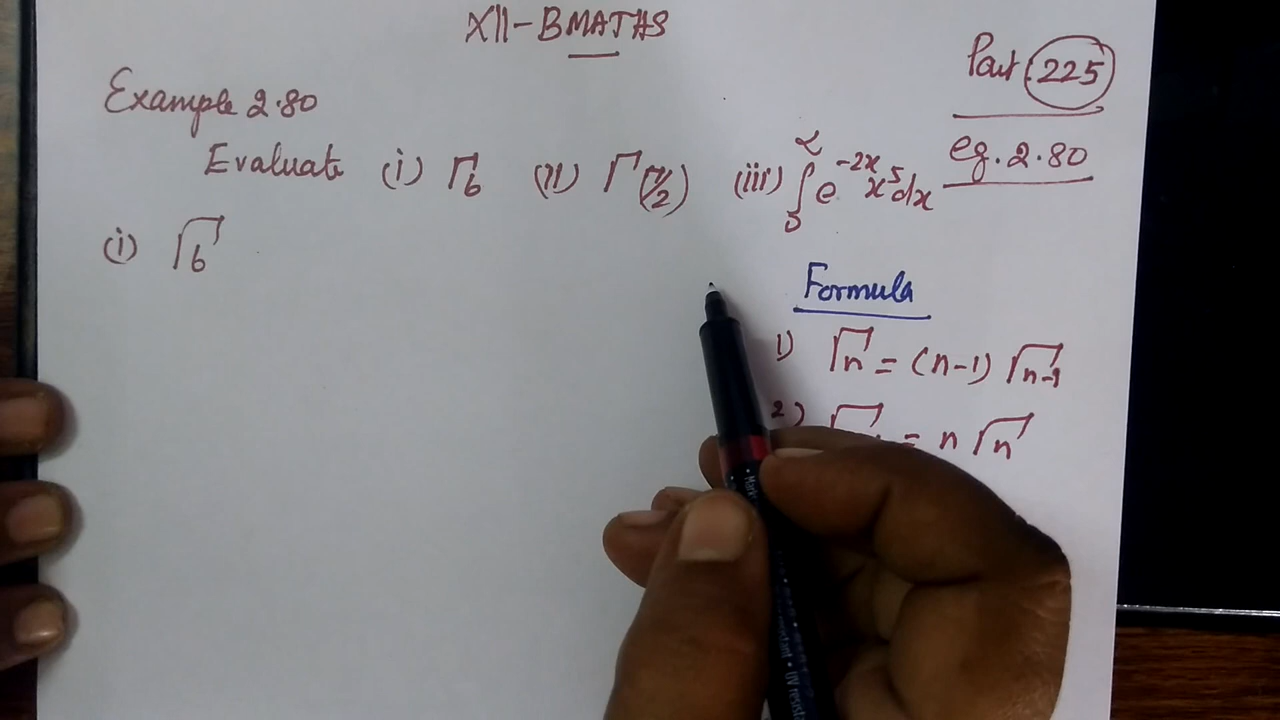 XII-BMATHS
Part:225
Example 2.80
eg. 2.80
Evaluate (i) Γ6 (ii) Γ(7/2) (iii) ∫₀^∞ e^{-2x} x^5 dx
(i) Γ6
Formula
1) Γn = (n-1) Γn-1
2) = n Γn